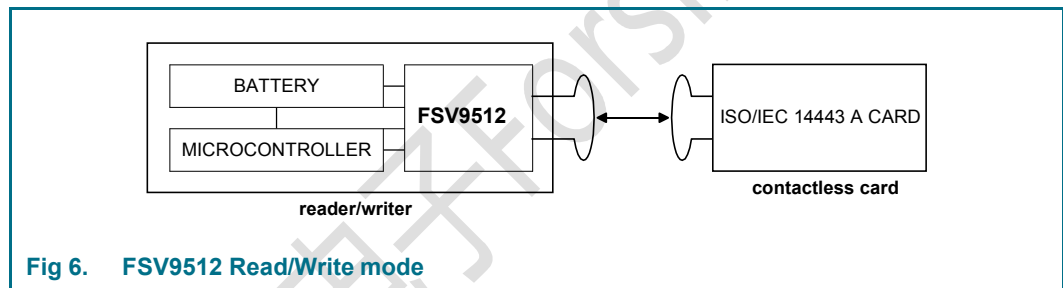 BATTERY
FSV9512
MICROCONTROLLER
ISO/IEC 14443 A CARD
reader/writer
contactless card
Fig 6. FSV9512 Read/Write mode